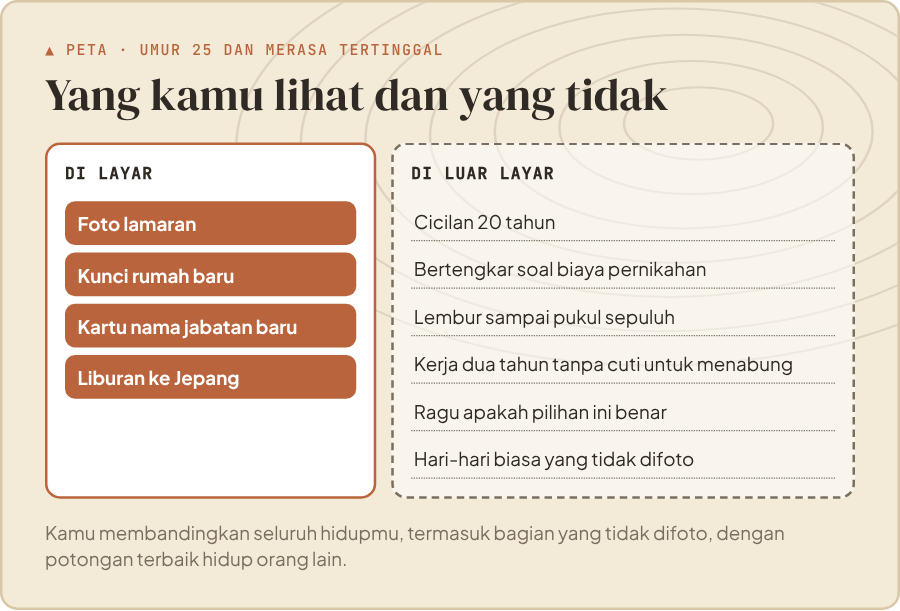 ▲ PETA · UMUR 25 DAN MERASA TERTINGGAL
Yang kamu lihat dan yang tidak
DI LAYAR
Foto lamaran
Kunci rumah baru
Kartu nama jabatan baru
Liburan ke Jepang
DI LUAR LAYAR
Cicilan 20 tahun
Bertengkar soal biaya pernikahan
Lembur sampai pukul sepuluh
Kerja dua tahun tanpa cuti untuk menabung
Ragu apakah pilihan ini benar
Hari-hari biasa yang tidak difoto
Kamu membandingkan seluruh hidupmu, termasuk bagian yang tidak difoto, dengan
potongan terbaik hidup orang lain.